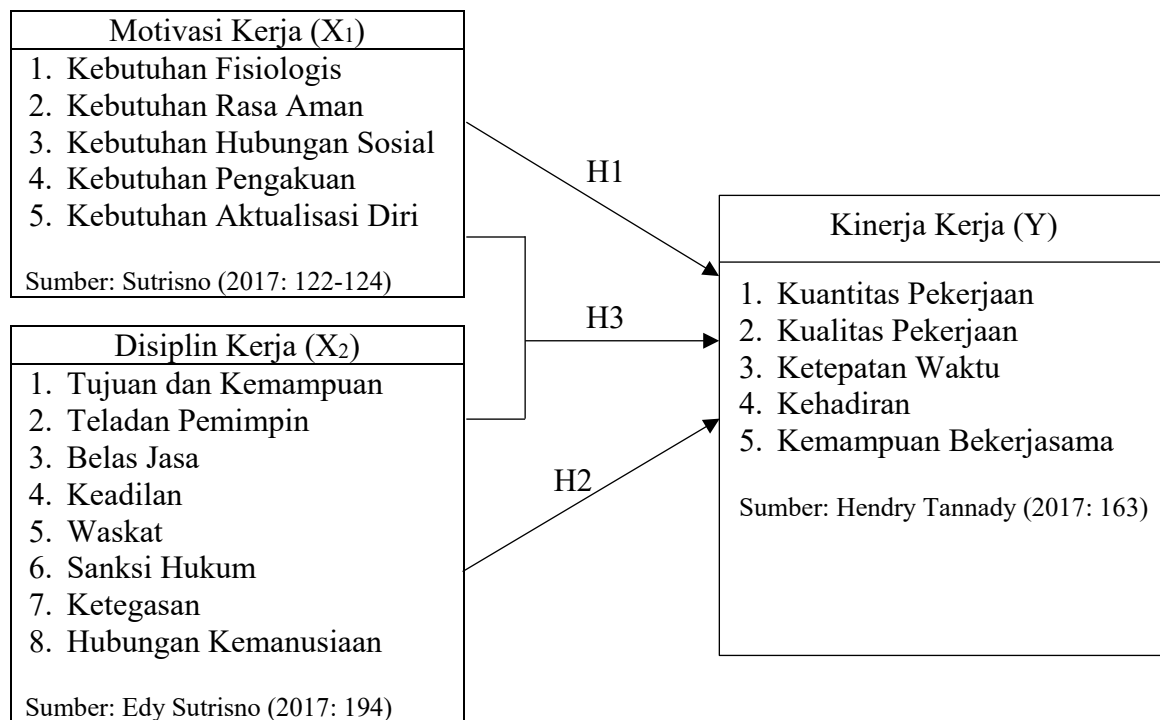 Motivasi Kerja (X₁)
1. Kebutuhan Fisiologis
2. Kebutuhan Rasa Aman
3. Kebutuhan Hubungan Sosial
4. Kebutuhan Pengakuan
5. Kebutuhan Aktualisasi Diri
Sumber: Sutrisno (2017: 122-124)
Disiplin Kerja (X₂)
1. Tujuan dan Kemampuan
2. Teladan Pemimpin
3. Belas Jasa
4. Keadilan
5. Waskat
6. Sanksi Hukum
7. Ketegasan
8. Hubungan Kemanusiaan
Sumber: Edy Sutrisno (2017: 194)
H1
H3
H2
Kinerja Kerja (Y)
1. Kuantitas Pekerjaan
2. Kualitas Pekerjaan
3. Ketepatan Waktu
4. Kehadiran
5. Kemampuan Bekerjasama
Sumber: Hendry Tannady (2017: 163)